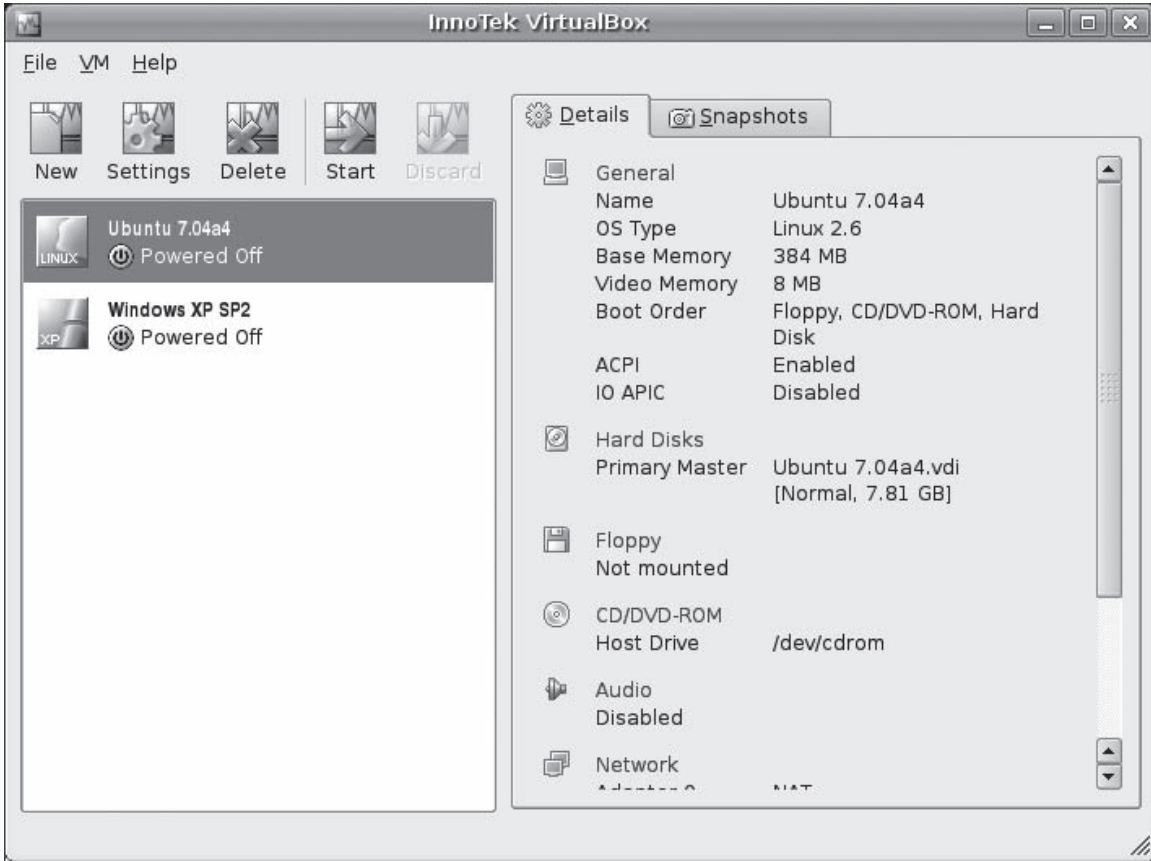 InnoTek VirtualBox
File VM Help
New Settings Delete Start Discard
LINUX
Ubuntu 7.04a4
Powered Off
XP
Windows XP SP2
Powered Off
Details Snapshots
General
Name Ubuntu 7.04a4
OS Type Linux 2.6
Base Memory 384 MB
Video Memory 8 MB
Boot Order Floppy, CD/DVD-ROM, Hard
Disk
ACPI Enabled
IO APIC Disabled
Hard Disks
Primary Master Ubuntu 7.04a4.vdi
[Normal, 7.81 GB]
Floppy
Not mounted
CD/DVD-ROM
Host Drive /dev/cdrom
Audio
Disabled
Network
Adapter 0 NAT